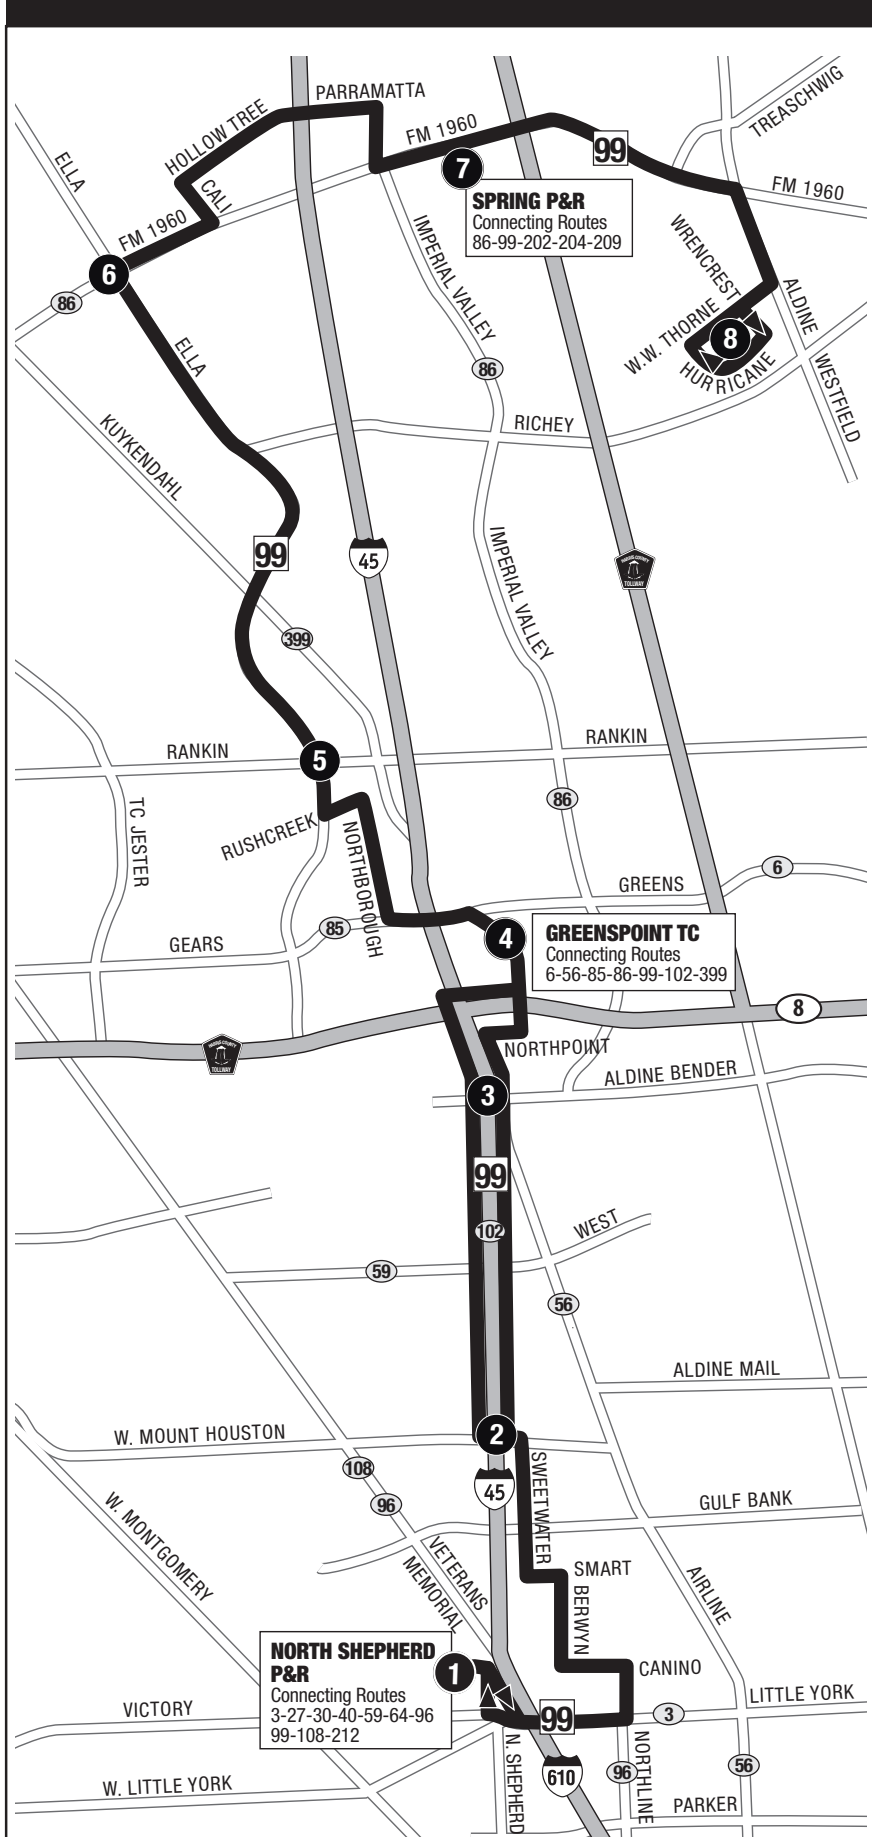 PARRAMATTA
HOLLOW TREE
FM 1960
99
TREASCHWIG
ELLA
CALI
7
FM 1960
SPRING P&R
Connecting Routes
86-99-202-204-209
FM 1960
IMPERIAL VALLEY
WRENCREST
6
86
ALDINE
WESTFIELD
W.W. THORNE
8
HURRICANE
ELLA
86
KUYKENDAHL
RICHEY
99
45
IMPERIAL VALLEY
HARRIS COUNTY
TOLLWAY
399
RANKIN
RANKIN
5
86
TC JESTER
RUSHCREEK
NORTHBOROUGH
6
GREENS
85
GEARS
4
GREENSPOINT TC
Connecting Routes
6-56-85-86-99-102-399
8
HARRIS COUNTY
TOLLWAY
NORTHPOINT
ALDINE BENDER
3
99
102
WEST
59
56
ALDINE MAIL
W. MOUNT HOUSTON
2
108
45
SWEETWATER
96
GULF BANK
W. MONTGOMERY
VETERANS
MEMORIAL
SMART
BERWYN
AIRLINE
NORTH SHEPHERD
P&R
Connecting Routes
3-27-30-40-59-64-96
99-108-212
1
CANINO
VICTORY
99
3
LITTLE YORK
N. SHEPHERD
NORTHLINE
610
96
56
W. LITTLE YORK
PARKER